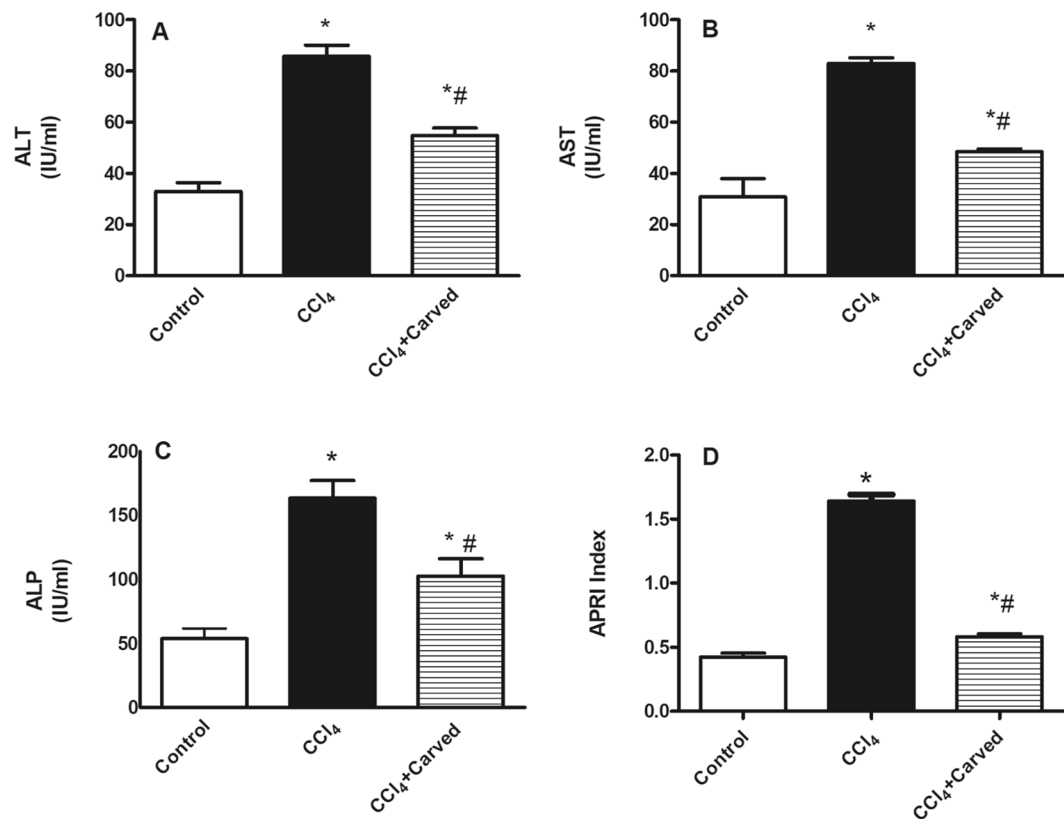 A
ALT
(IU/ml)
100
80
60
40
20
0
*
*#
Control
CCl₄
CCl₄+Carved
B
AST
(IU/ml)
100
80
60
40
20
0
*
*#
Control
CCl₄
CCl₄+Carved
C
ALP
(IU/ml)
200
150
100
50
0
*
* #
Control
CCl₄
CCl₄+Carved
D
APRI Index
2.0
1.5
1.0
0.5
0.0
*
*#
Control
CCl₄
CCl₄+Carved